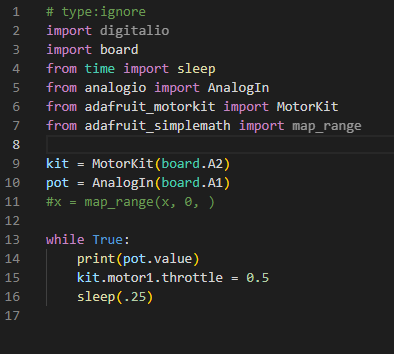 1 # type:ignore
2 import digitalio
3 import board
4 from time import sleep
5 from analogio import AnalogIn
6 from adafruit_motorkit import MotorKit
7 from adafruit_simplemath import map_range
8
9 kit = MotorKit(board.A2)
10 pot = AnalogIn(board.A1)
11 #x = map_range(x, 0, )
12
13 while True:
14     print(pot.value)
15     kit.motor1.throttle = 0.5
16     sleep(.25)
17